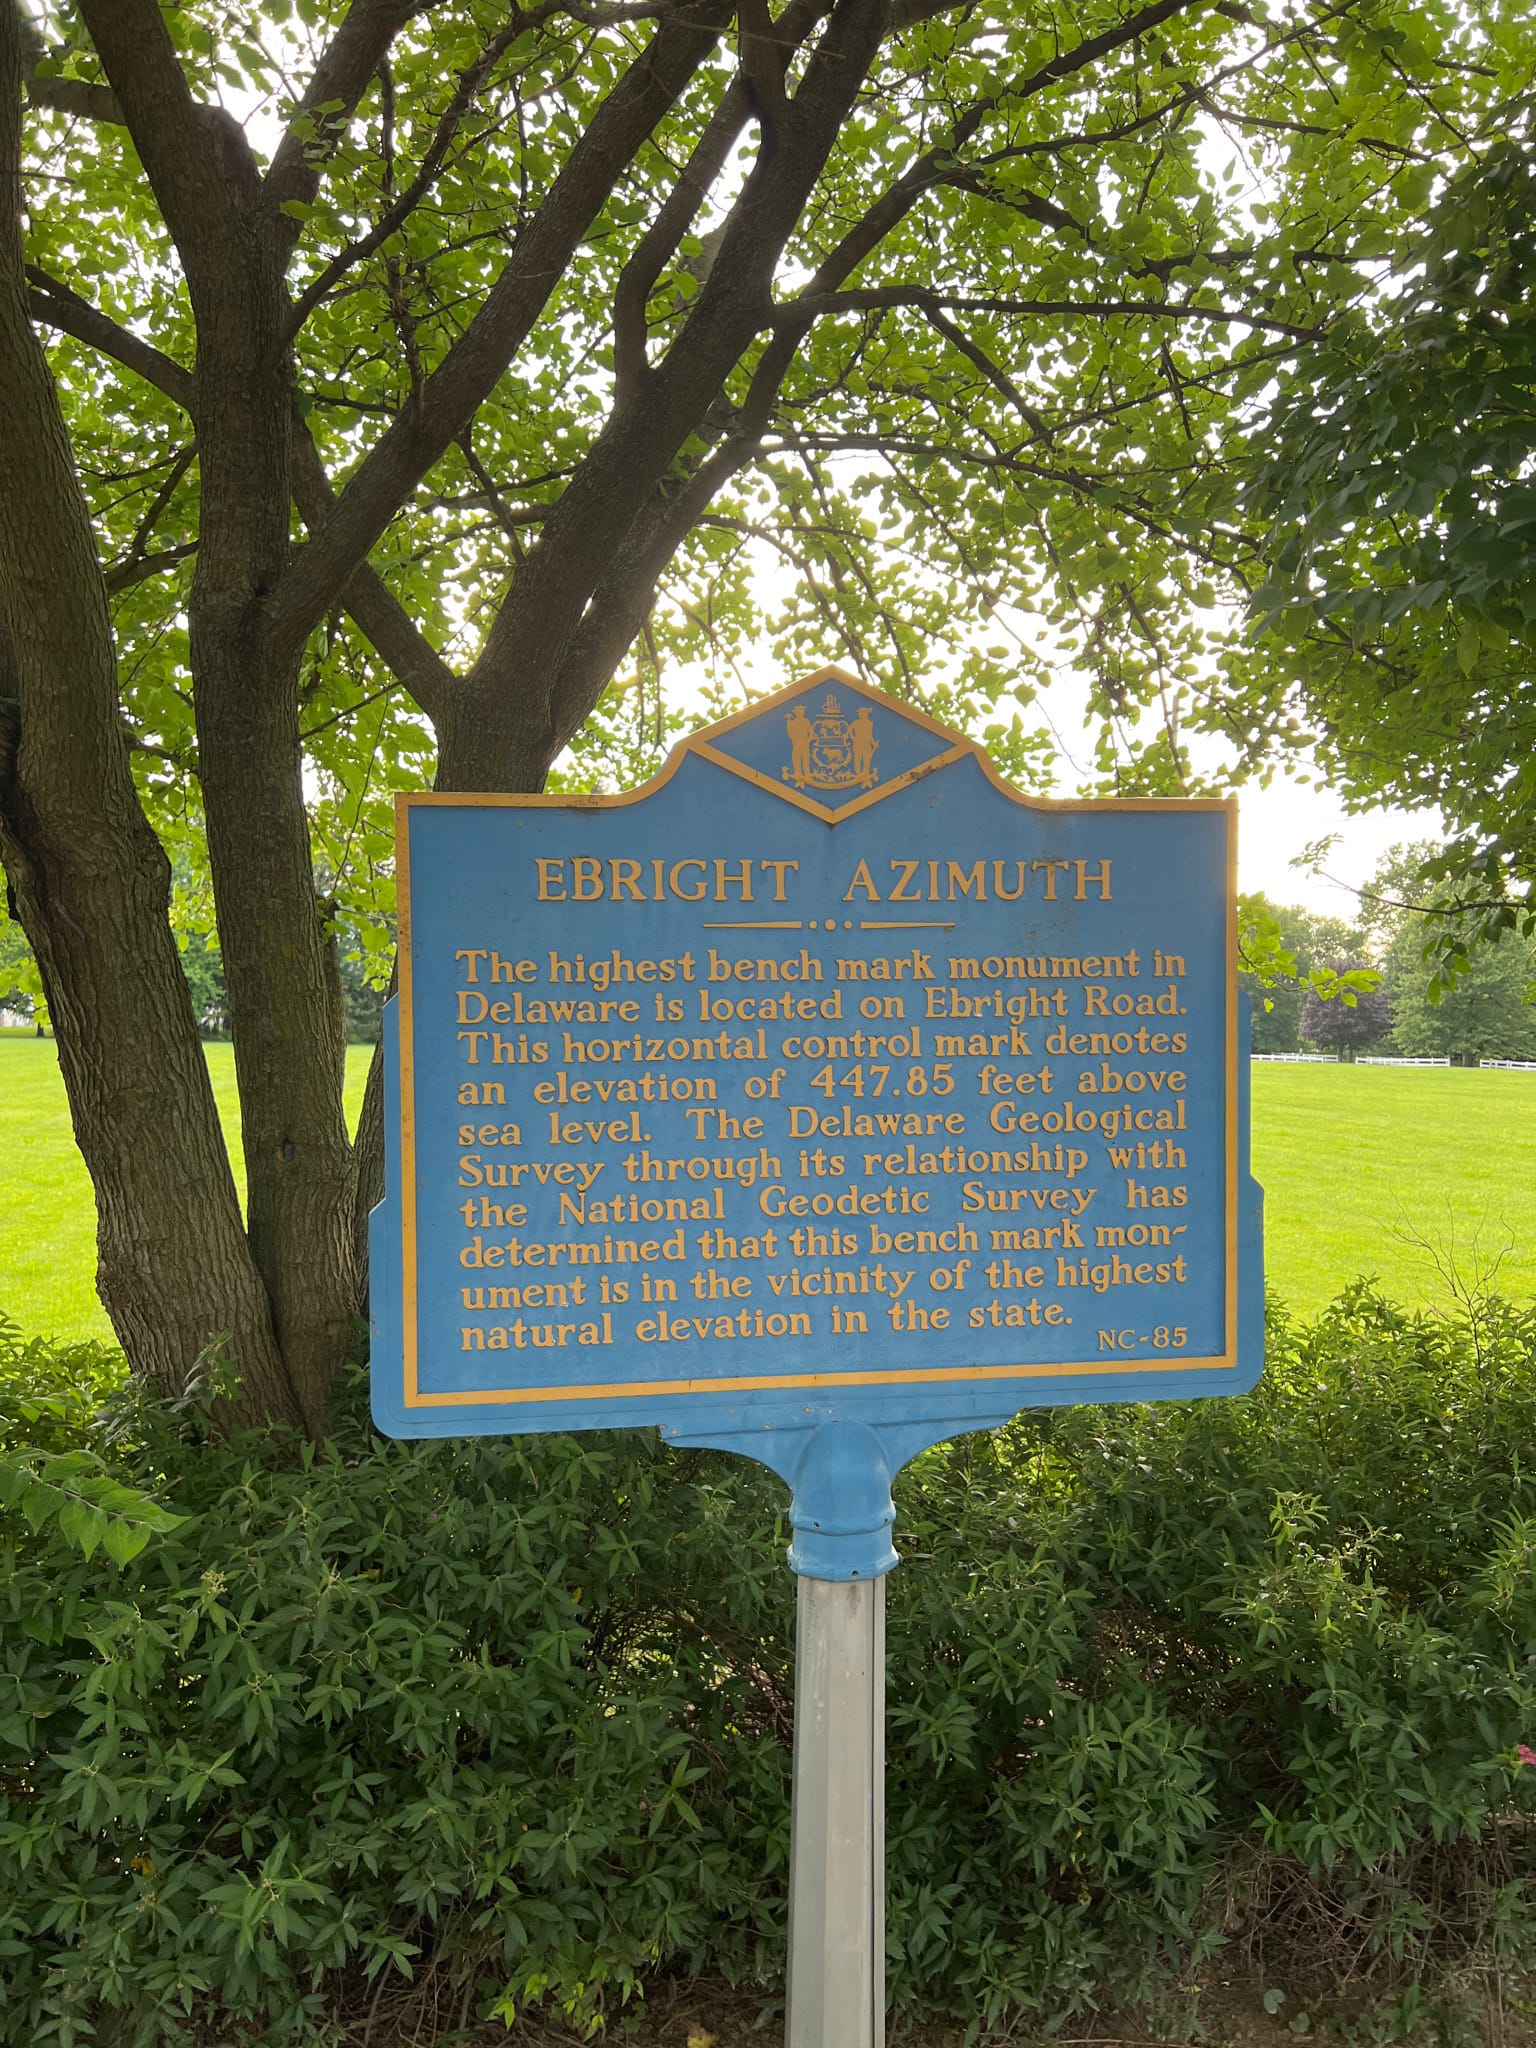 EBRIGHT AZIMUTH
The highest bench mark monument in
Delaware is located on Ebright Road.
This horizontal control mark denotes
an elevation of 447.85 feet above
sea level. The Delaware Geological
Survey through its relationship with
the National Geodetic Survey has
determined that this bench mark mon-
ument is in the vicinity of the highest
natural elevation in the state.
NC-85